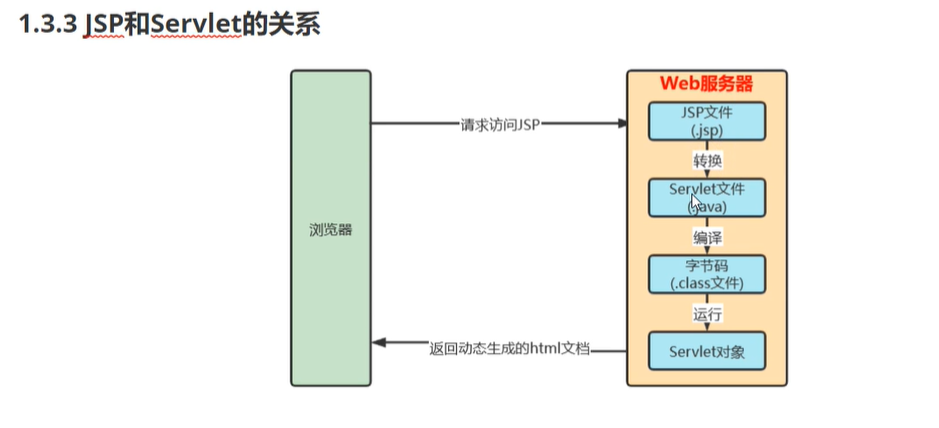 1.3.3 JSP和Servlet的关系
Web服务器
JSP文件
(.jsp)
请求访问JSP
转换
Servlet文件
(.java)
浏览器
编译
字节码
(.class文件)
运行
返回动态生成的html文档
Servlet对象